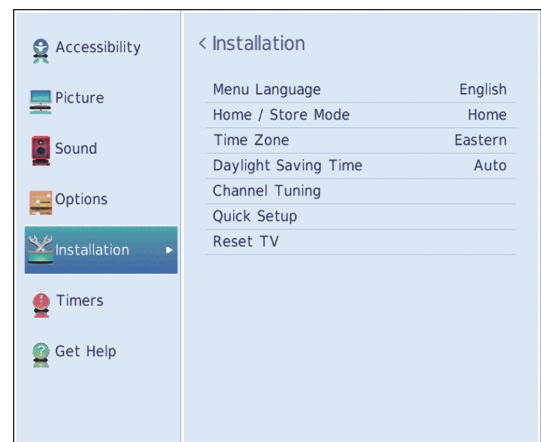 Accessibility
Picture
Sound
Options
Installation
Timers
Get Help
< Installation
Menu Language English
Home / Store Mode Home
Time Zone Eastern
Daylight Saving Time Auto
Channel Tuning
Quick Setup
Reset TV